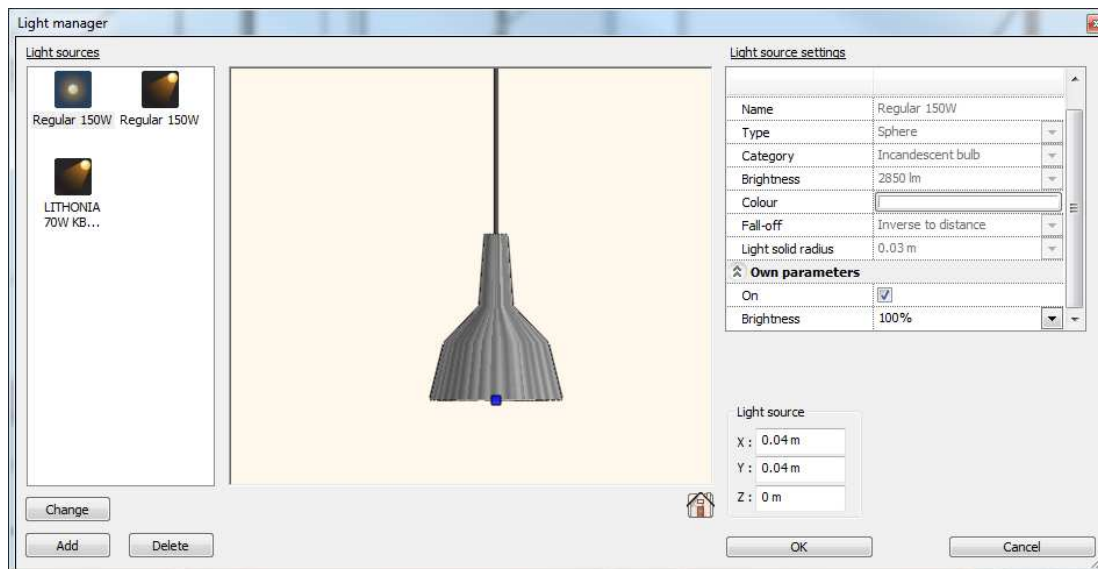 Light manager
Light sources
Regular 150W Regular 150W
LITHONIA
70W KB...
Change
Add Delete
Light source settings
Name Regular 150W
Type Sphere
Category Incandescent bulb
Brightness 2850 lm
Colour
Fall-off Inverse to distance
Light solid radius 0.03 m
Own parameters
On
Brightness 100%
Light source
X : 0.04 m
Y : 0.04 m
Z : 0 m
OK Cancel